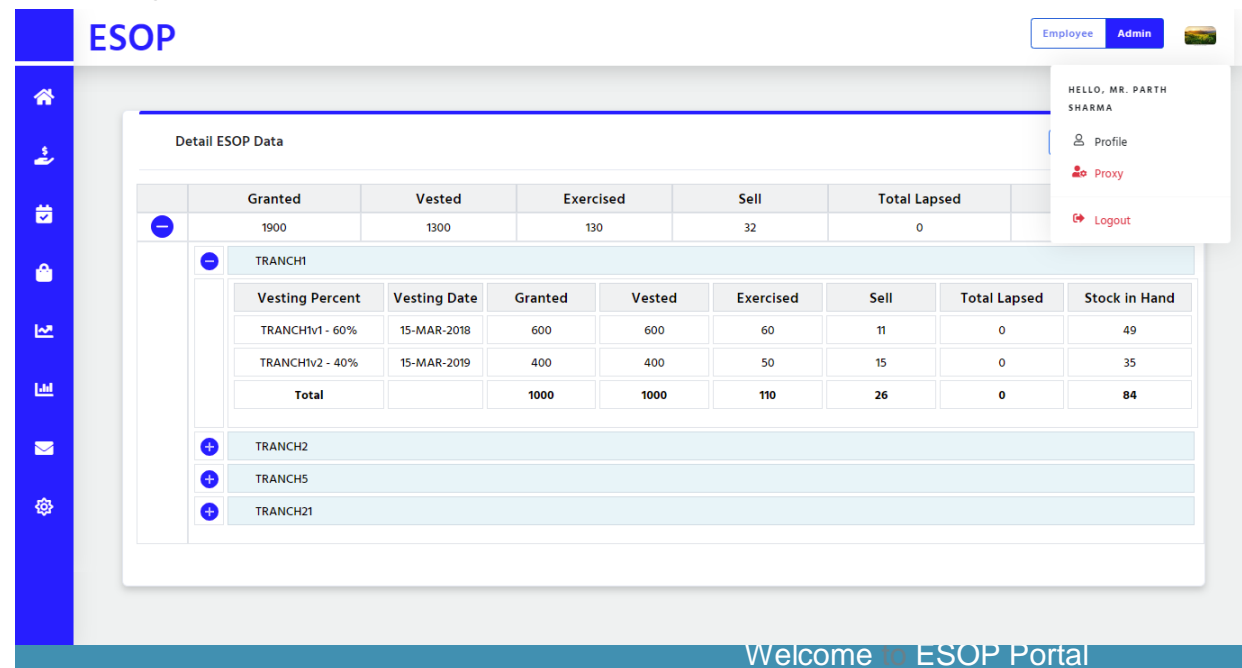 ESOP
Employee Admin
HELLO, MR. PARTH
SHARMA
Profile
Proxy
Logout
Detail ESOP Data
Granted Vested Exercised Sell Total Lapsed
1900 1300 130 32 0
TRANCH1
Vesting Percent Vesting Date Granted Vested Exercised Sell Total Lapsed Stock in Hand
TRANCH1v1 - 60% 15-MAR-2018 600 600 60 11 0 49
TRANCH1v2 - 40% 15-MAR-2019 400 400 50 15 0 35
Total 1000 1000 110 26 0 84
TRANCH2
TRANCH5
TRANCH21
Welcome to ESOP Portal